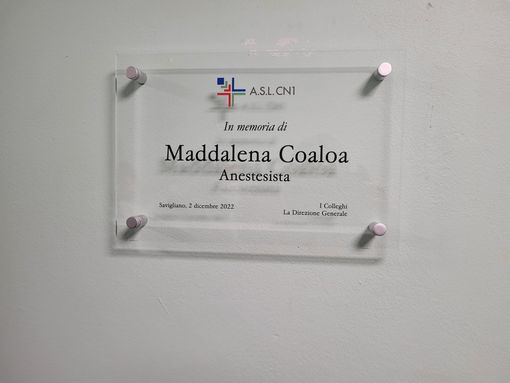 A.S.L. CN1
In memoria di
Maddalena Coaloa
Anestesista
Savigliano, 2 dicembre 2022
I Colleghi
La Direzione Generale